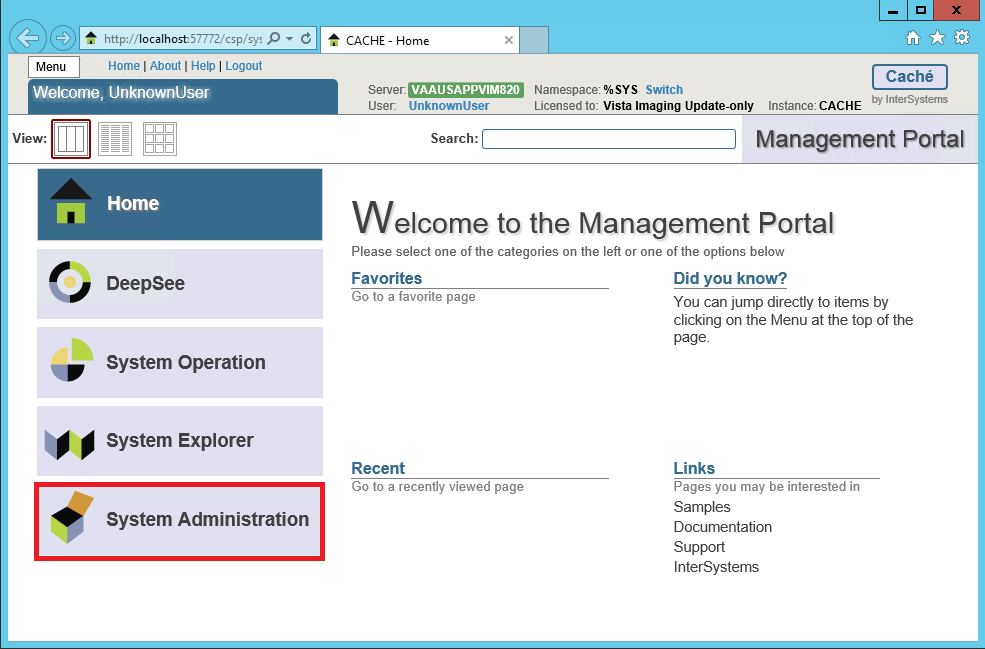 http://localhost:57772/csp/sys
CACHE - Home
Menu
Home | About | Help | Logout
Welcome, UnknownUser
Server: VAAUSAPPVIM820 Namespace: %SYS Switch
User: UnknownUser Licensed to: Vista Imaging Update-only Instance: CACHE
Caché
by InterSystems
View:
Search:
Management Portal
Home
DeepSee
System Operation
System Explorer
System Administration
Welcome to the Management Portal
Please select one of the categories on the left or one of the options below
Favorites
Go to a favorite page
Did you know?
You can jump directly to items by
clicking on the Menu at the top of the
page.
Recent
Go to a recently viewed page
Links
Pages you may be interested in
Samples
Documentation
Support
InterSystems